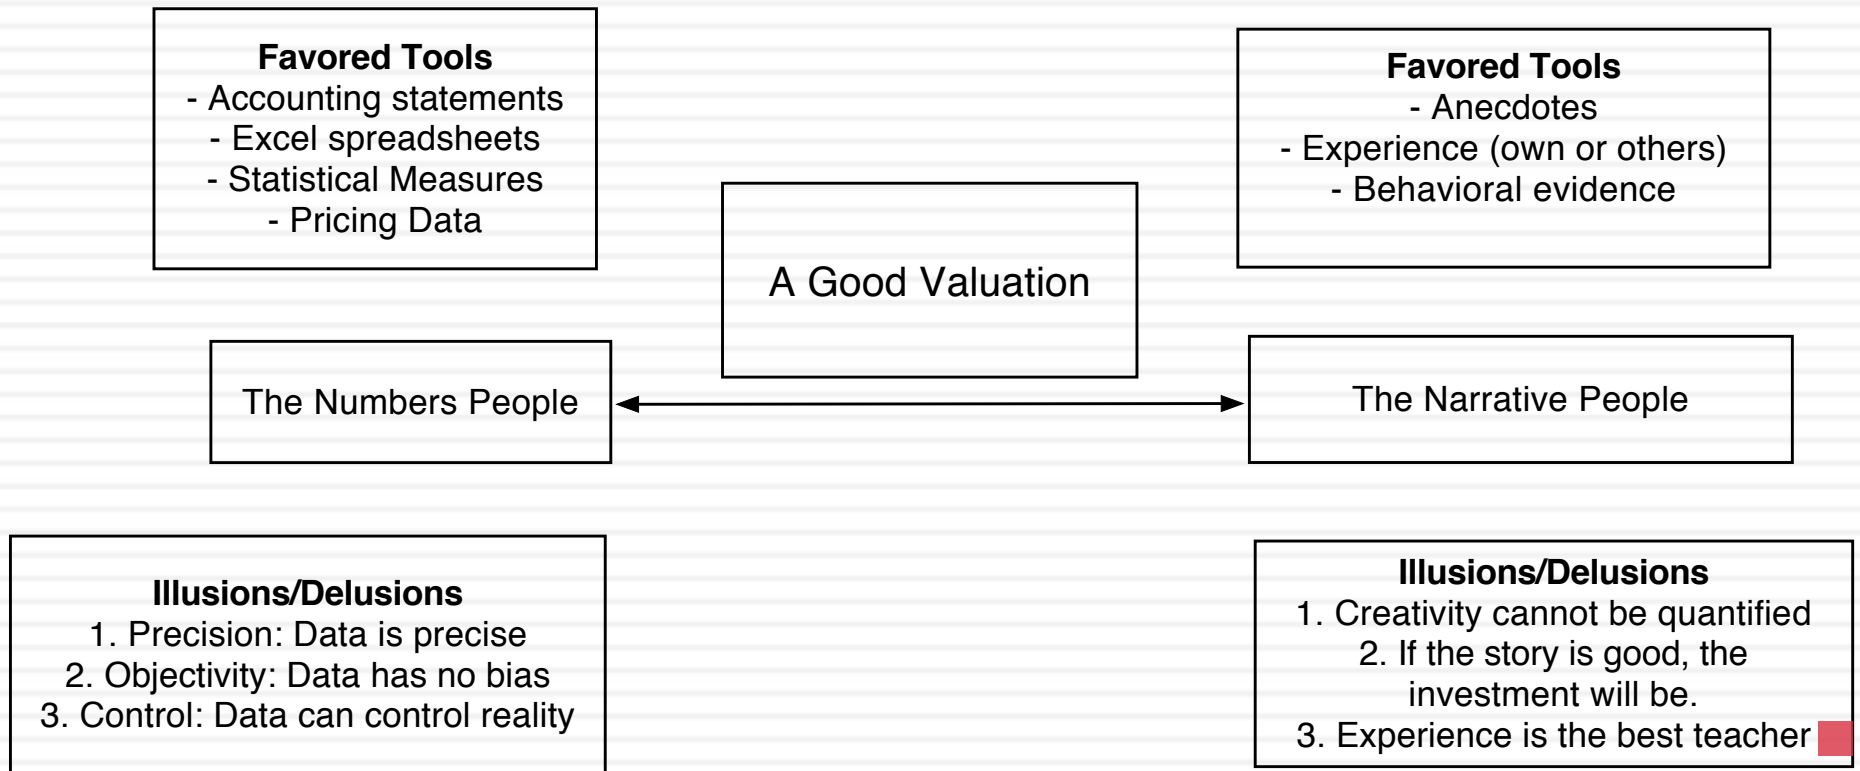 Favored Tools
- Accounting statements
- Excel spreadsheets
- Statistical Measures
- Pricing Data
Favored Tools
- Anecdotes
- Experience (own or others)
- Behavioral evidence
A Good Valuation
The Numbers People
The Narrative People
Illusions/Delusions
1. Precision: Data is precise
2. Objectivity: Data has no bias
3. Control: Data can control reality
Illusions/Delusions
1. Creativity cannot be quantified
2. If the story is good, the
investment will be.
3. Experience is the best teacher